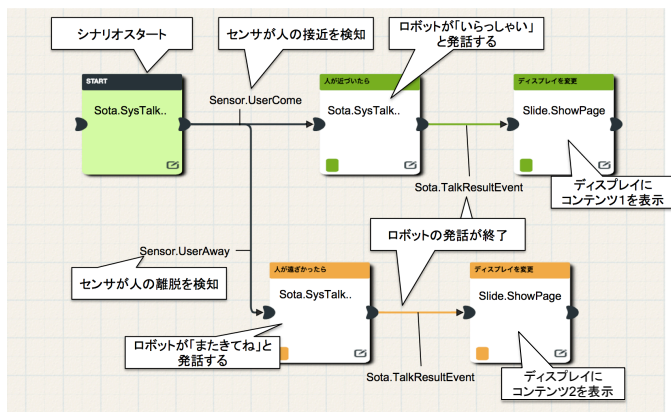 シナリオスタート
センサが人の接近を検知
ロボットが「いらっしゃい」
と発話する
START
人が近づいたら
ディスプレイを変更
Sota.SysTalk..
Sensor.UserCome
Sota.SysTalk..
Slide.ShowPage
Sota.TalkResultEvent
ディスプレイに
コンテンツ1を表示
ロボットの発話が終了
Sensor.UserAway
センサが人の離脱を検知
人が遠ざかったら
ディスプレイを変更
Sota.SysTalk..
Slide.ShowPage
ロボットが「またきてね」と
発話する
Sota.TalkResultEvent
ディスプレイに
コンテンツ2を表示